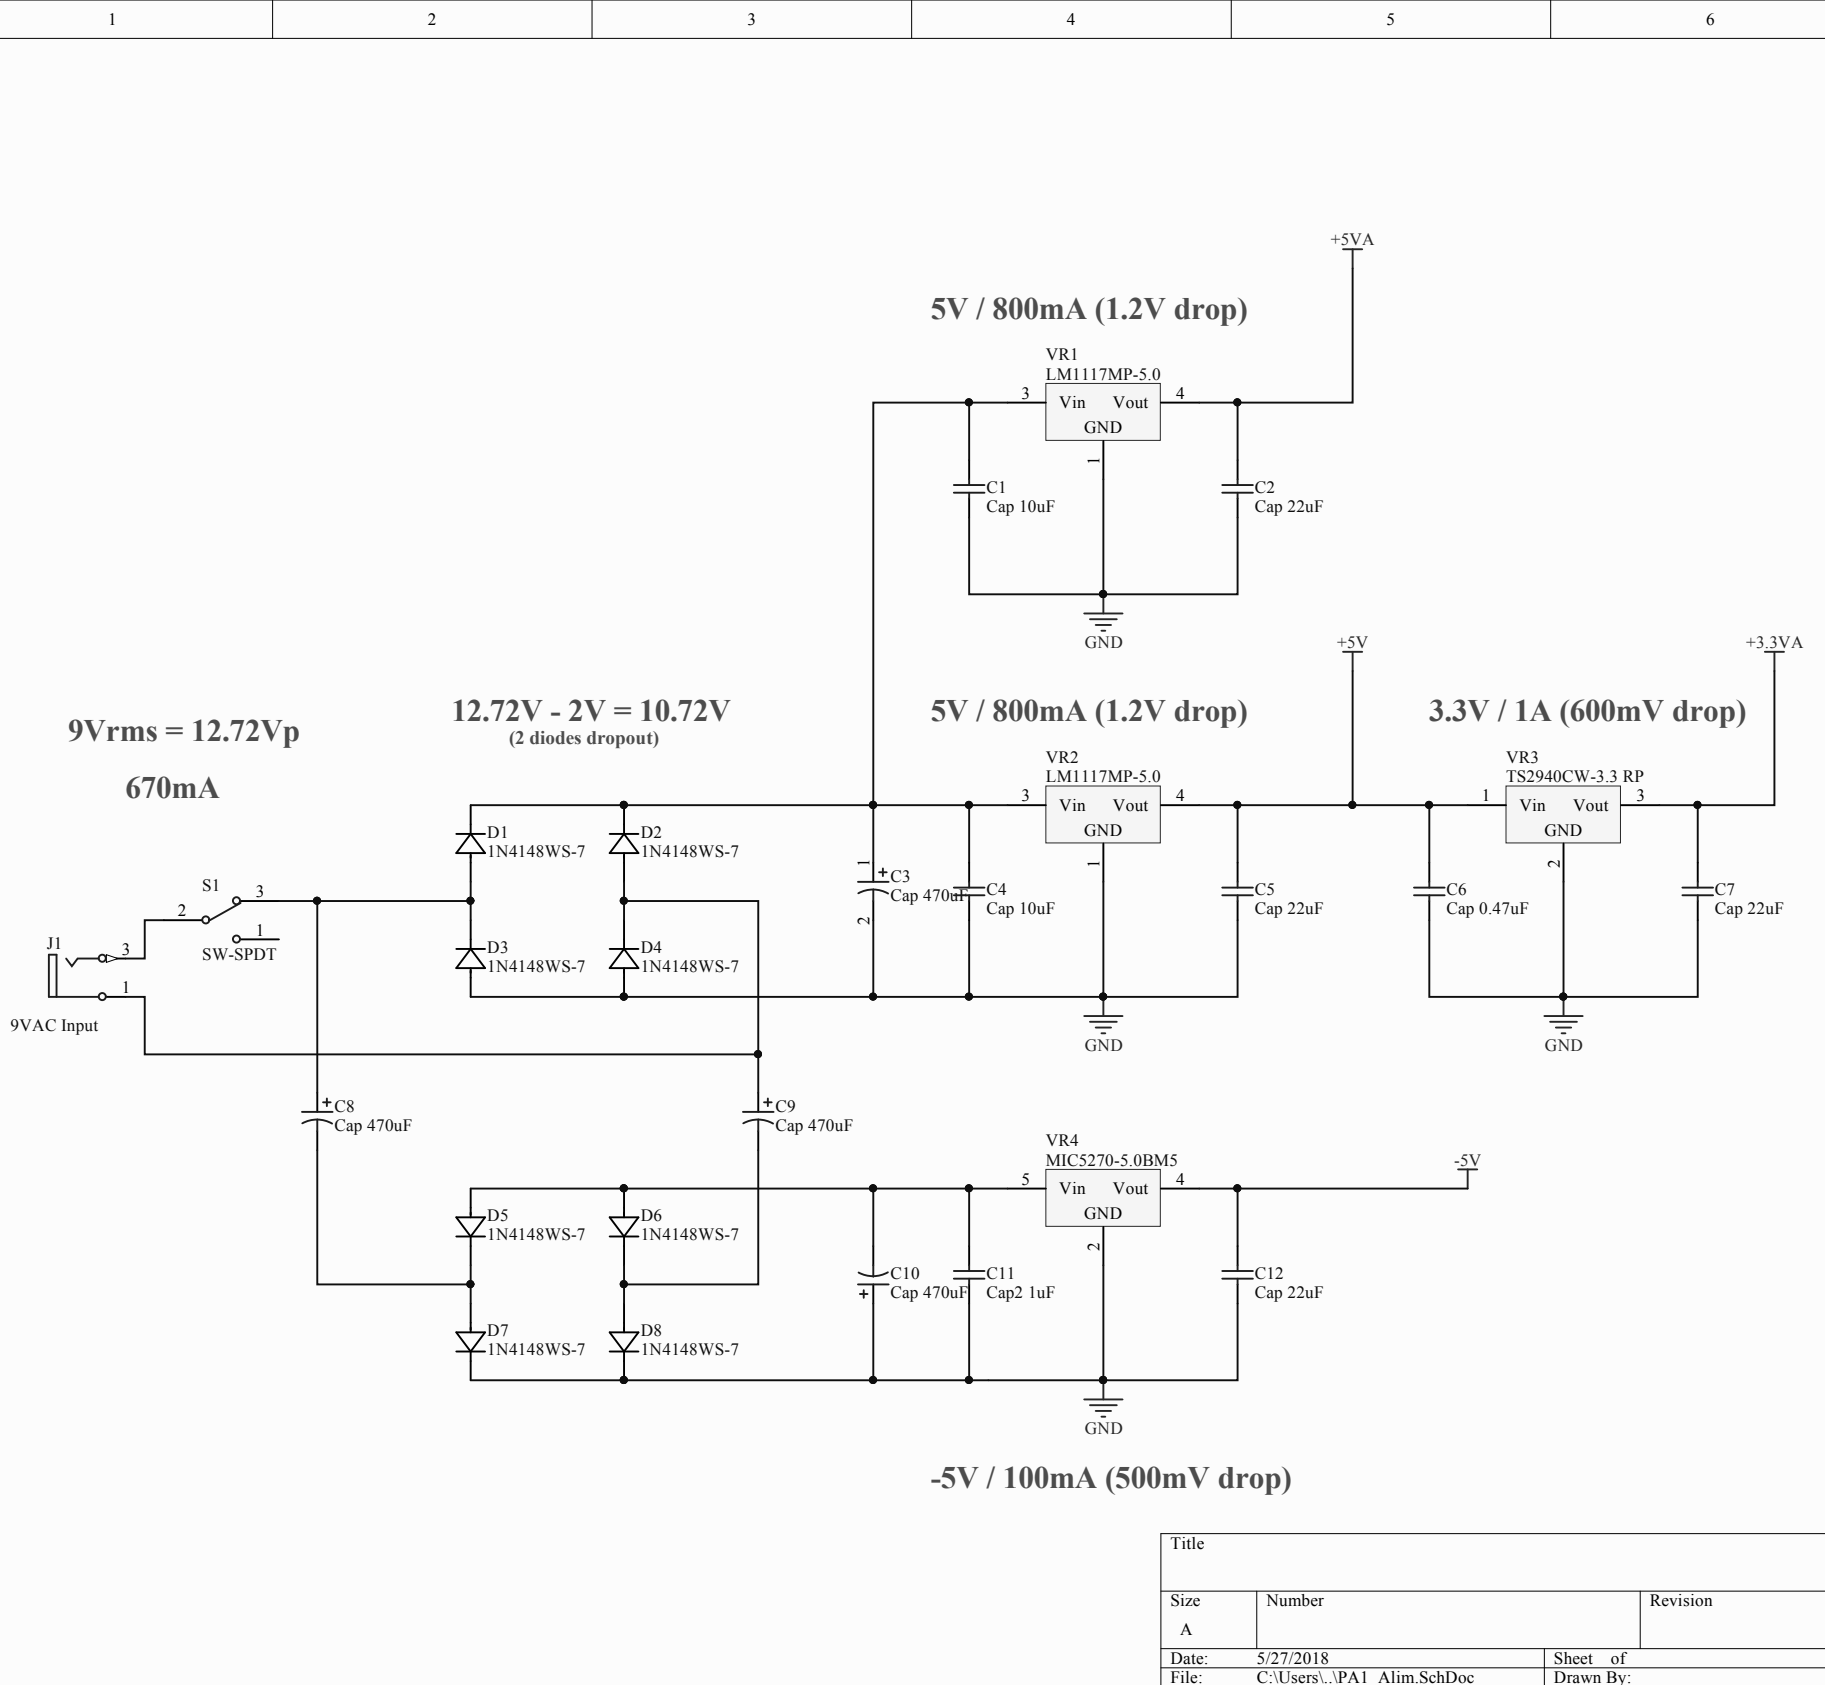 1 2 3 4 5 6
+5VA
5V / 800mA (1.2V drop)
VR1
LM1117MP-5.0
3 Vin Vout 4
GND
1
C1
Cap 10uF
C2
Cap 22uF
GND
+5V
+3.3VA
9Vrms = 12.72Vp
670mA
12.72V - 2V = 10.72V
(2 diodes dropout)
5V / 800mA (1.2V drop)
3.3V / 1A (600mV drop)
VR2
LM1117MP-5.0
3 Vin Vout 4
GND
1
VR3
TS2940CW-3.3 RP
1 Vin Vout 3
GND
2
D1
1N4148WS-7
D2
1N4148WS-7
S1
2
3
1
SW-SPDT
J1
3
1
9VAC Input
D3
1N4148WS-7
D4
1N4148WS-7
1
+
C3
Cap 470uF
2
C4
Cap 10uF
C5
Cap 22uF
C6
Cap 0.47uF
C7
Cap 22uF
GND
GND
+
C8
Cap 470uF
+
C9
Cap 470uF
VR4
MIC5270-5.0BM5
5 Vin Vout 4
GND
2
-5V
D5
1N4148WS-7
D6
1N4148WS-7
C10
Cap 470uF
+
C11
Cap2 1uF
C12
Cap 22uF
D7
1N4148WS-7
D8
1N4148WS-7
GND
-5V / 100mA (500mV drop)
Title
Size
A
Number
Revision
Date: 5/27/2018
Sheet of
File: C:\Users\..\PA1_Alim.SchDoc
Drawn By: